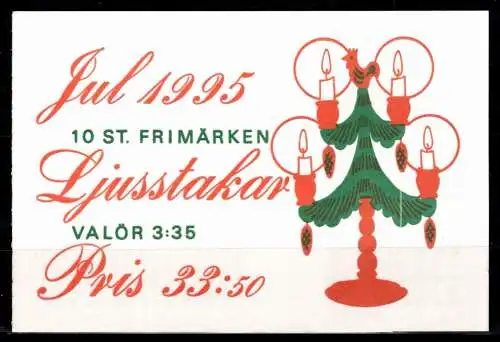 Jul 1995
10 ST. FRIMÄRKEN
Ljusstakar
VALÖR 3:35
Pris 33:50